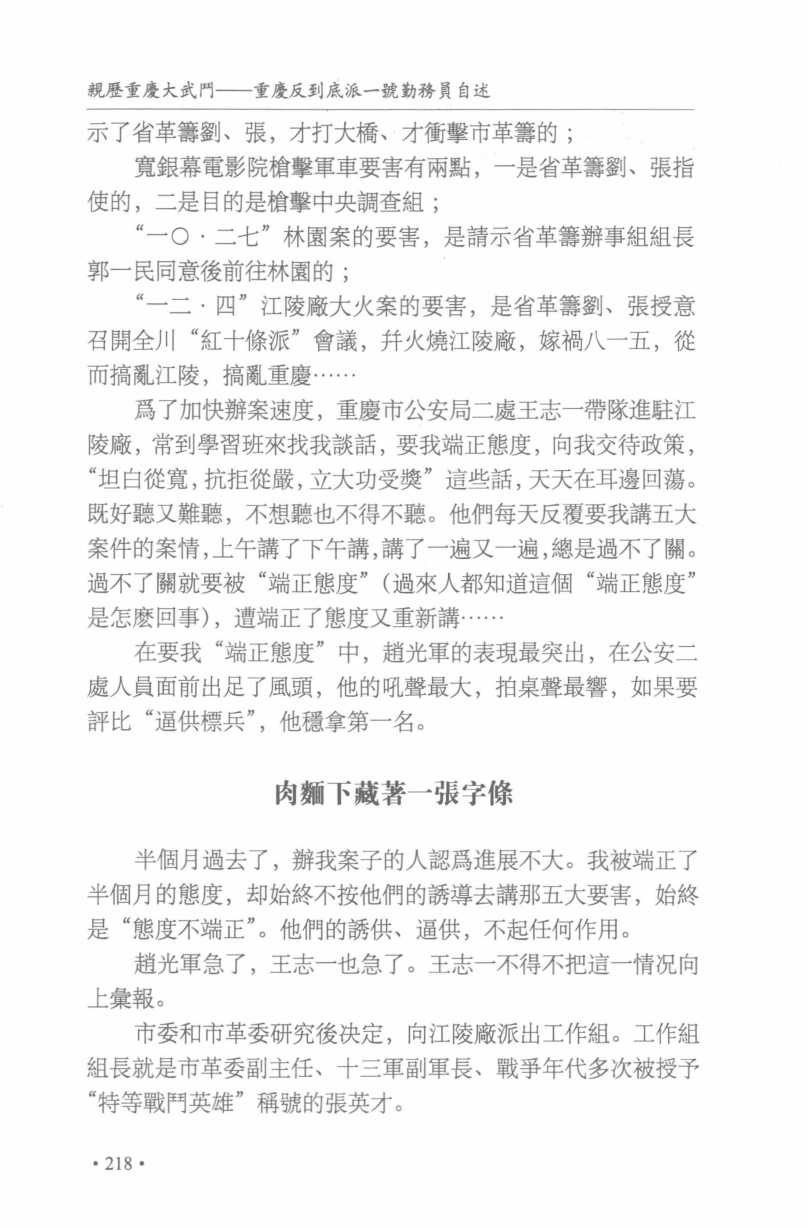 親歷重慶大武鬥——重慶反到底派一號勤務員自述
示了省革籌劉、張，才打大橋、才衝擊市革籌的；
寬銀幕電影院槍擊軍車要害有兩點，一是省革籌劉、張指
使的，二是目的是槍擊中央調查組；
“一〇·二七”林園案的要害，是請示省革籌辦事組組長
郭一民同意後前往林園的；
“一二·四”江陵廠大火案的要害，是省革籌劉、張授意
召開全川“紅十條派”會議，幷火燒江陵廠，嫁禍八一五，從
而搞亂江陵，搞亂重慶……
爲了加快辦案速度，重慶市公安局二處王志一帶隊進駐江
陵廠，常到學習班來找我談話，要我端正態度，向我交待政策，
“坦白從寬，抗拒從嚴，立大功受獎”這些話，天天在耳邊回蕩。
既好聽又難聽，不想聽也不得不聽。他們每天反覆要我講五大
案件的案情，上午講了下午講，講了一遍又一遍，總是過不了關。
過不了關就要被“端正態度”（過來人都知道這個“端正態度”
是怎麽回事），遭端正了態度又重新講……
在要我“端正態度”中，趙光軍的表現最突出，在公安二
處人員面前出足了風頭，他的吼聲最大，拍桌聲最響，如果要
評比“逼供標兵”，他穩拿第一名。
肉麵下藏著一張字條
半個月過去了，辦我案子的人認爲進展不大。我被端正了
半個月的態度，却始終不按他們的誘導去講那五大要害，始終
是“態度不端正”。他們的誘供、逼供，不起任何作用。
趙光軍急了，王志一也急了。王志一不得不把這一情况向
上彙報。
市委和市革委研究後决定，向江陵廠派出工作組。工作組
組長就是市革委副主任、十三軍副軍長、戰爭年代多次被授予
“特等戰鬥英雄”稱號的張英才。
·218·